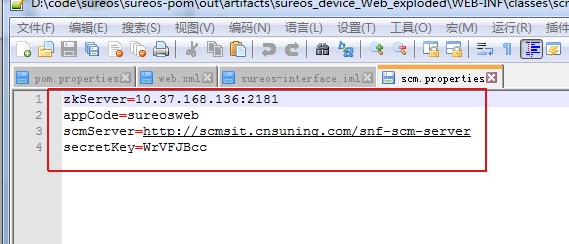 D:\code\sureos\sureos-pom\out\artifacts\sureos_device_Web_exploded\WEB-INF\classes\scr
文件(F) 编辑(E) 搜索(S) 视图(V) 编码(M) 语言(L) 设置(T) 工具(O) 宏(M) 运行(R) 插件
pom.properties web.xml sureos-interface.iml scm.properties
1 zkServer=10.37.168.136:2181
2 appCode=sureosweb
3 scmServer=http://scmsit.cnsuning.com/snf-scm-server
4 secretKey=WrVFJBcc